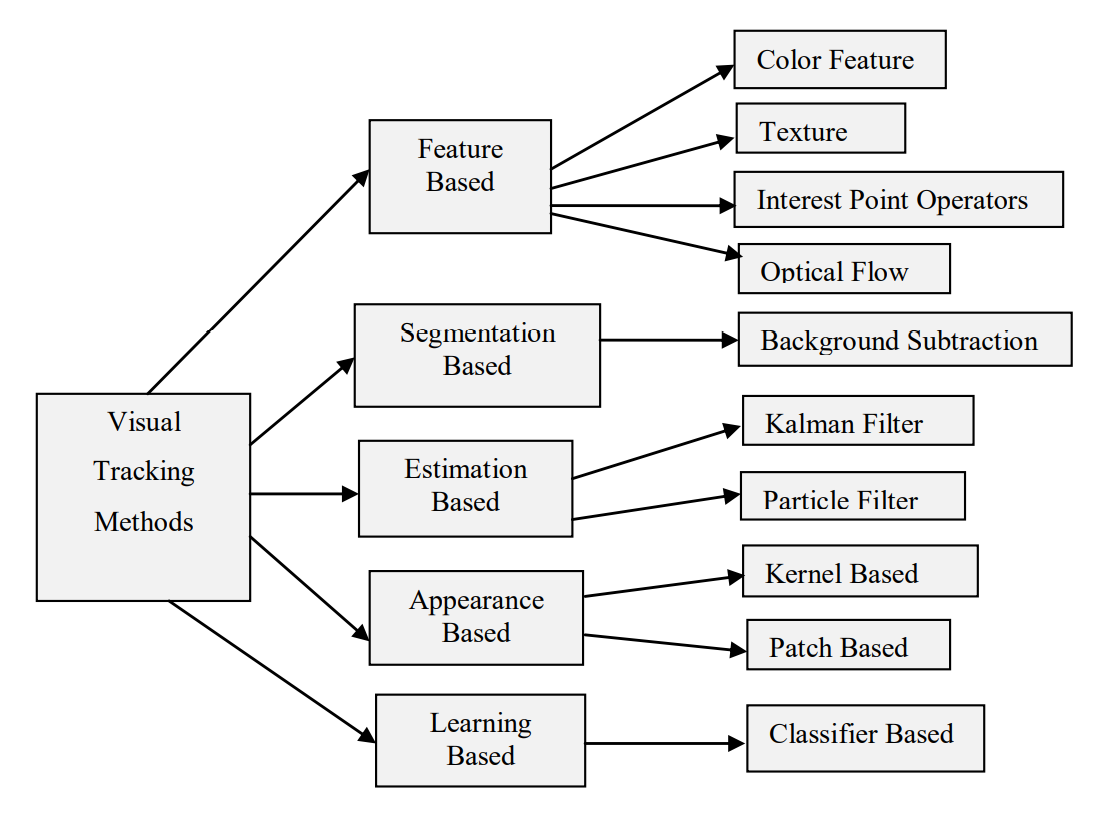 Visual
Tracking
Methods
Feature
Based
Segmentation
Based
Estimation
Based
Appearance
Based
Learning
Based
Color Feature
Texture
Interest Point Operators
Optical Flow
Background Subtraction
Kalman Filter
Particle Filter
Kernel Based
Patch Based
Classifier Based